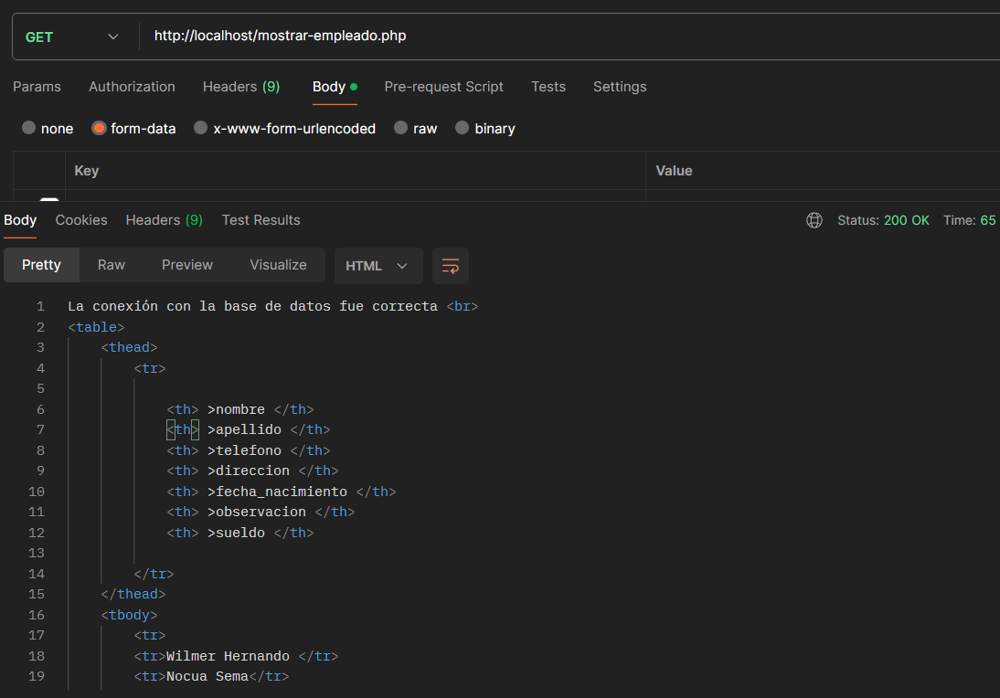 GET http://localhost/mostrar-empleado.php
Params Authorization Headers (9) Body Pre-request Script Tests Settings
none form-data x-www-form-urlencoded raw binary
Key Value
Body Cookies Headers (9) Test Results Status: 200 OK Time: 65
Pretty Raw Preview Visualize HTML
1 La conexión con la base de datos fue correcta <br>
2 <table>
3 <thead>
4 <tr>
5
6 <th> >nombre </th>
7 <th> >apellido </th>
8 <th> >telefono </th>
9 <th> >direccion </th>
10 <th> >fecha_nacimiento </th>
11 <th> >observacion </th>
12 <th> >sueldo </th>
13
14 </tr>
15 </thead>
16 <tbody>
17 <tr>
18 <tr>Wilmer Hernando </tr>
19 <tr>Nocua Sema</tr>